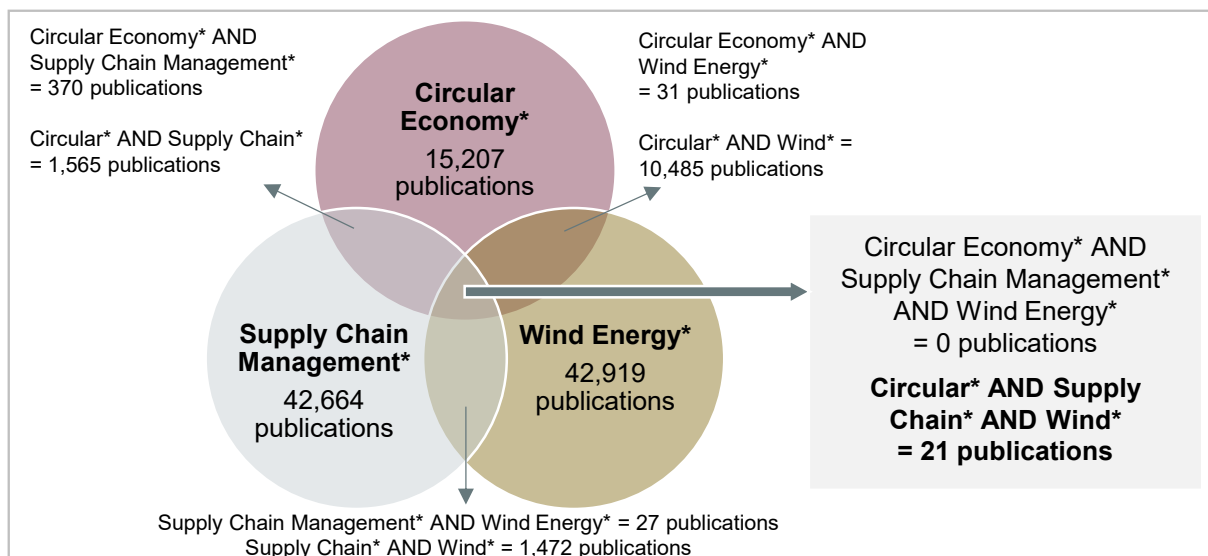 Circular Economy* AND
Supply Chain Management*
= 370 publications
Circular* AND Supply Chain*
= 1,565 publications
Circular
Economy*
15,207
publications
Circular Economy* AND
Wind Energy*
= 31 publications
Circular* AND Wind* =
10,485 publications
Supply Chain
Management*
42,664
publications
Wind Energy*
42,919
publications
Circular Economy* AND
Supply Chain Management*
AND Wind Energy*
= 0 publications
Circular* AND Supply
Chain* AND Wind*
= 21 publications
Supply Chain Management* AND Wind Energy* = 27 publications
Supply Chain* AND Wind* = 1,472 publications